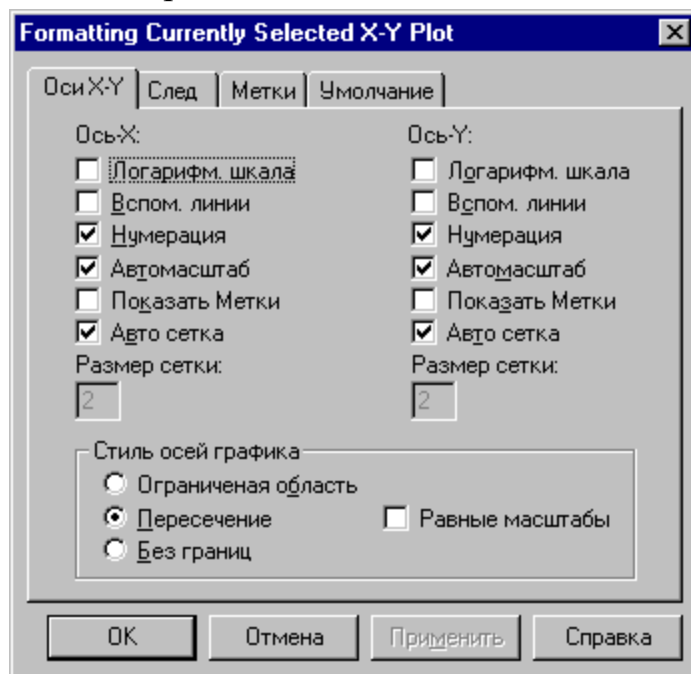 Formatting Currently Selected X-Y Plot
Оси X-Y След Метки Умолчание
Ось-X: Ось-Y:
Логарифм. шкала Логарифм. шкала
Вспом. линии Вспом. линии
Нумерация Нумерация
Автомасштаб Автомасштаб
Показать Метки Показать Метки
Авто сетка Авто сетка
Размер сетки: Размер сетки:
2 2
Стиль осей графика
Ограниченая область
Пересечение Равные масштабы
Без границ
OK Отмена Применить Справка